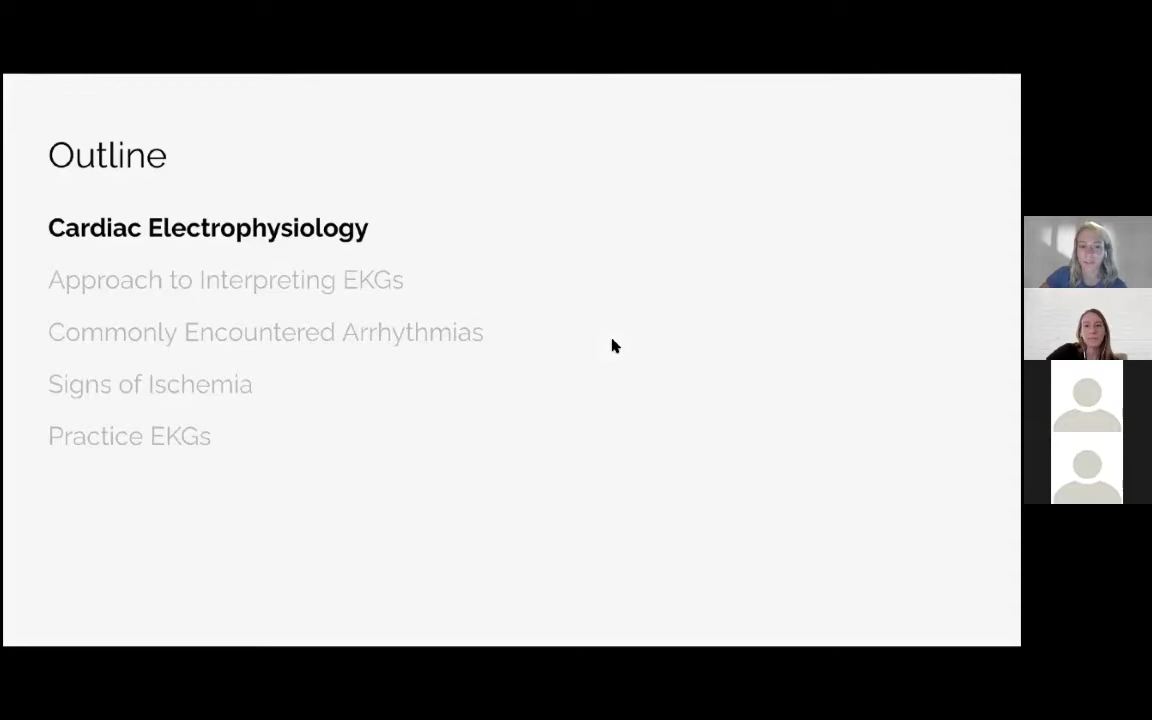 Outline
Cardiac Electrophysiology
Approach to Interpreting EKGs
Commonly Encountered Arrhythmias
Signs of Ischemia
Practice EKGs